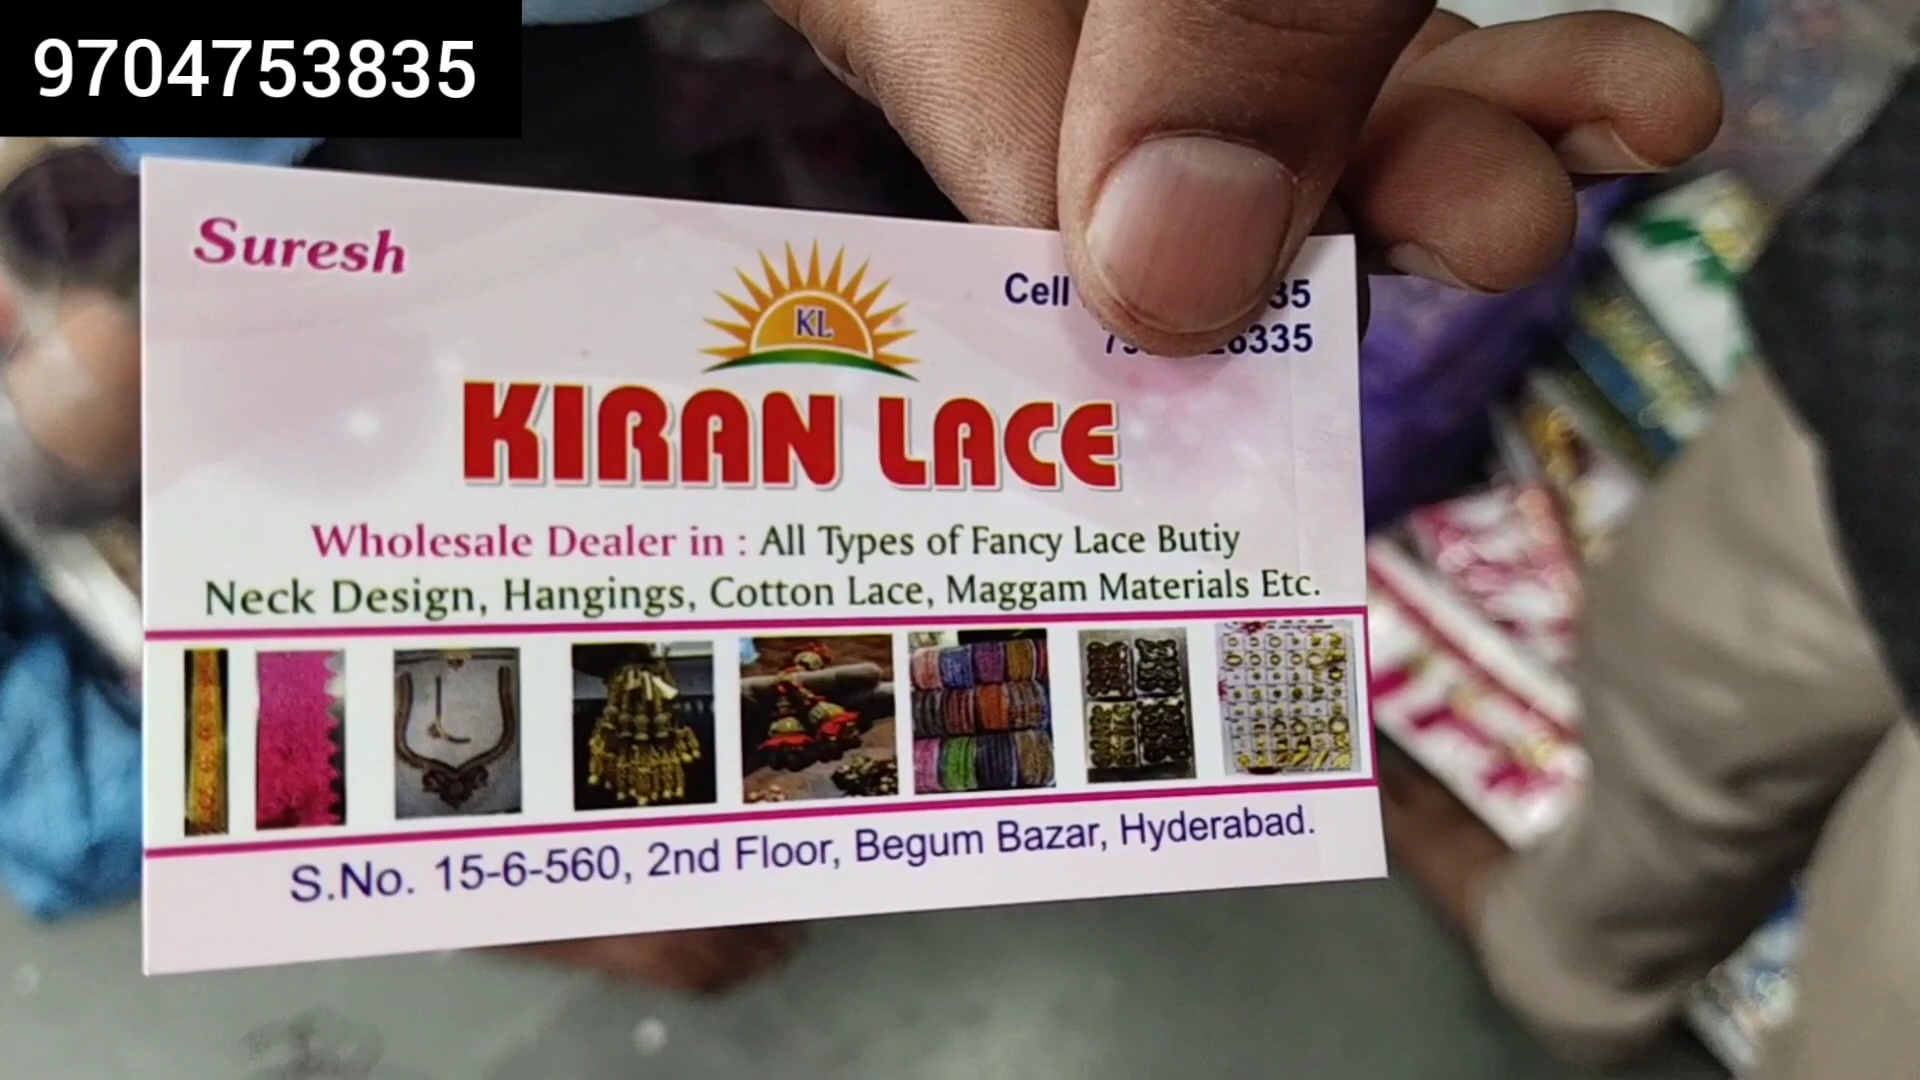 9704753835
Suresh
KL
Cell 35
6335
KIRAN LACE
Wholesale Dealer in : All Types of Fancy Lace Butiy
Neck Design, Hangings, Cotton Lace, Maggam Materials Etc.
S.No. 15-6-560, 2nd Floor, Begum Bazar, Hyderabad.